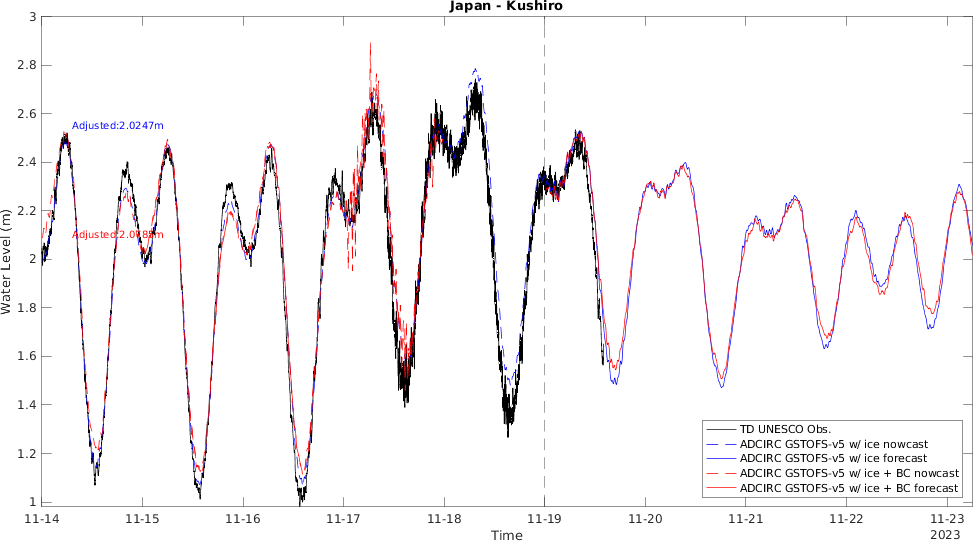 Japan - Kushiro
3
2.8
2.6
2.4
2.2
2
1.8
1.6
1.4
1.2
1
Water Level (m)
Adjusted:2.0247m
TD UNESCO Obs.
ADCIRC GSTOFS-v5 w/ ice nowcast
ADCIRC GSTOFS-v5 w/ ice forecast
ADCIRC GSTOFS-v5 w/ ice + BC nowcast
ADCIRC GSTOFS-v5 w/ ice + BC forecast
11-14 11-15 11-16 11-17 11-18 11-19 11-20 11-21 11-22 11-23
2023
Time